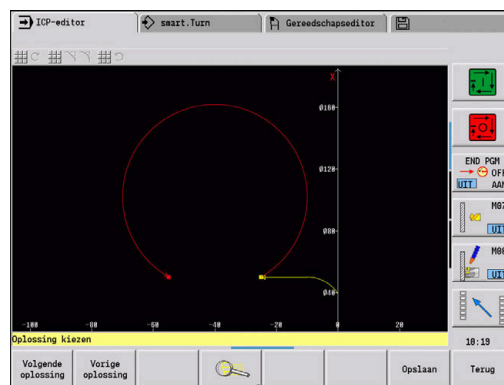 ICP-editor
smart.Turn
Gereedschapseditor
X
Ø160
Ø120
Ø80
Ø40
-100 -80 -60 -40 -20 0 20
END PGM
OFF
UIT AAN
M07
UIT
M08
UIT
Oplossing kiezen
10:19
Volgende oplossing
Vorige oplossing
Opslaan
Terug